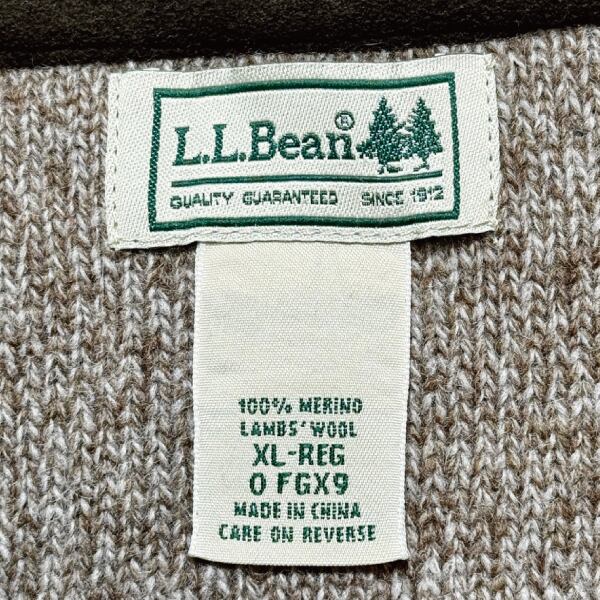 L.L.Bean®
QUALITY GUARANTEED SINCE 1912
100% MERINO
LAMBS' WOOL
XL-REG
0 FGX9
MADE IN CHINA
CARE ON REVERSE